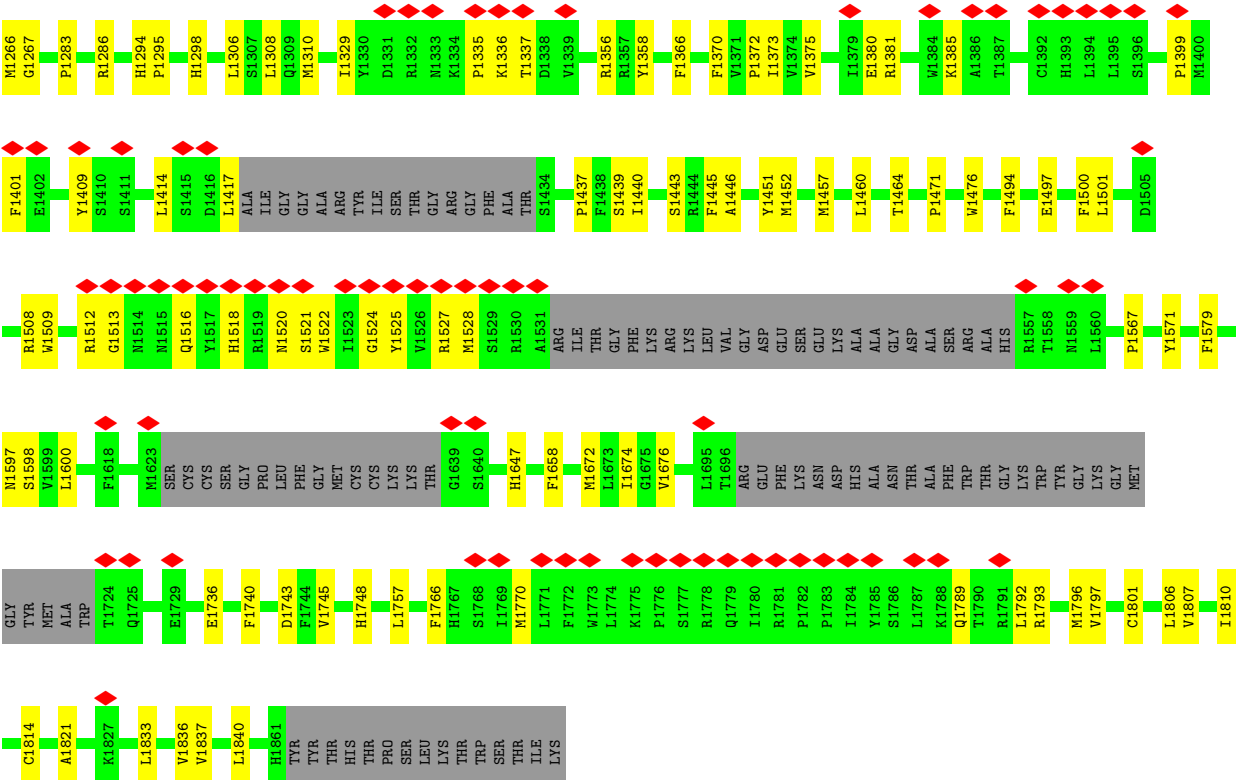 M1266 G1267 P1283 R1286 H1294 P1295 H1298 L1306 S1307 L1308 Q1309 M1310 I1329 Y1330 D1331 R1332 N1333 K1334 P1335 K1336 T1337 D1338 V1339 R1356 R1357 Y1358 F1366 F1370 V1371 P1372 I1373 V1374 V1375 I1379 E1380 R1381 W1384 K1385 A1386 T1387 C1392 H1393 L1394 L1395 S1396 P1399 M1400
F1401 E1402 Y1409 S1410 S1411 L1414 S1415 D1416 L1417 ALA ILE GLY GLY ALA ARG TYR ILE SER THR GLY ARG GLY PHE ALA THR S1434 P1437 F1438 S1439 I1440 S1443 R1444 F1445 A1446 Y1451 M1452 M1457 L1460 T1464 P1471 W1476 F1494 E1497 F1500 L1501 D1505
R1508 W1509 R1512 G1513 N1514 N1515 Q1516 Y1517 H1518 R1519 N1520 S1521 W1522 I1523 G1524 Y1525 V1526 R1527 M1528 S1529 R1530 A1531 ARG ILE THR GLY PHE LYS ARG LYS LEU VAL GLY ASP GLU SER GLU LYS ALA ALA GLY ASP ALA SER ARG ALA HIS R1557 T1558 N1559 L1560 P1567 Y1571 F1579
N1597 S1598 V1599 L1600 F1618 M1623 SER CYS CYS SER GLY PRO LEU PHE GLY MET CYS CYS LYS LYS THR G1639 S1640 H1647 F1658 M1672 L1673 I1674 G1675 V1676 L1695 T1696 ARG GLU PHE LYS ASN ASP HIS ALA ASN THR ALA PHE TRP THR GLY LYS TRP TYR GLY LYS GLY MET
GLY TYR MET ALA TRP T1724 Q1725 E1729 E1736 F1740 D1743 F1744 V1745 H1748 L1757 F1766 H1767 S1768 I1769 M1770 L1771 F1772 W1773 L1774 K1775 P1776 S1777 R1778 Q1779 I1780 R1781 P1782 P1783 I1784 Y1785 S1786 L1787 K1788 Q1789 T1790 R1791 L1792 R1793 M1796 V1797 C1801 L1806 V1807 I1810
C1814 A1821 K1827 L1833 V1836 V1837 L1840 H1861 TYR TYR THR HIS THR PRO SER LEU LYS THR TRP SER THR ILE LYS